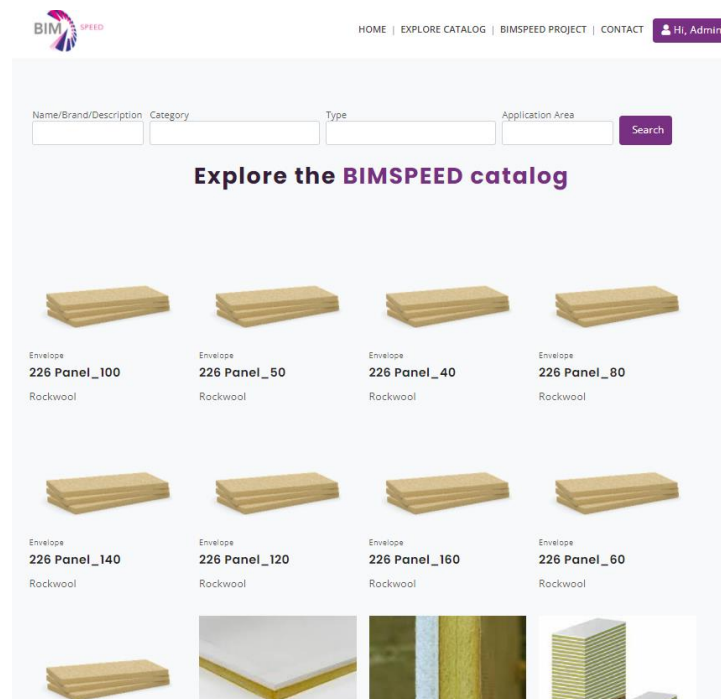 BIM SPEED
HOME | EXPLORE CATALOG | BIMSPEED PROJECT | CONTACT Hi, Admin
Name/Brand/Description Category Type Application Area
Search
Explore the BIMSPEED catalog
Envelope Envelope Envelope Envelope
226 Panel_100 226 Panel_50 226 Panel_40 226 Panel_80
Rockwool Rockwool Rockwool Rockwool
Envelope Envelope Envelope Envelope
226 Panel_140 226 Panel_120 226 Panel_160 226 Panel_60
Rockwool Rockwool Rockwool Rockwool